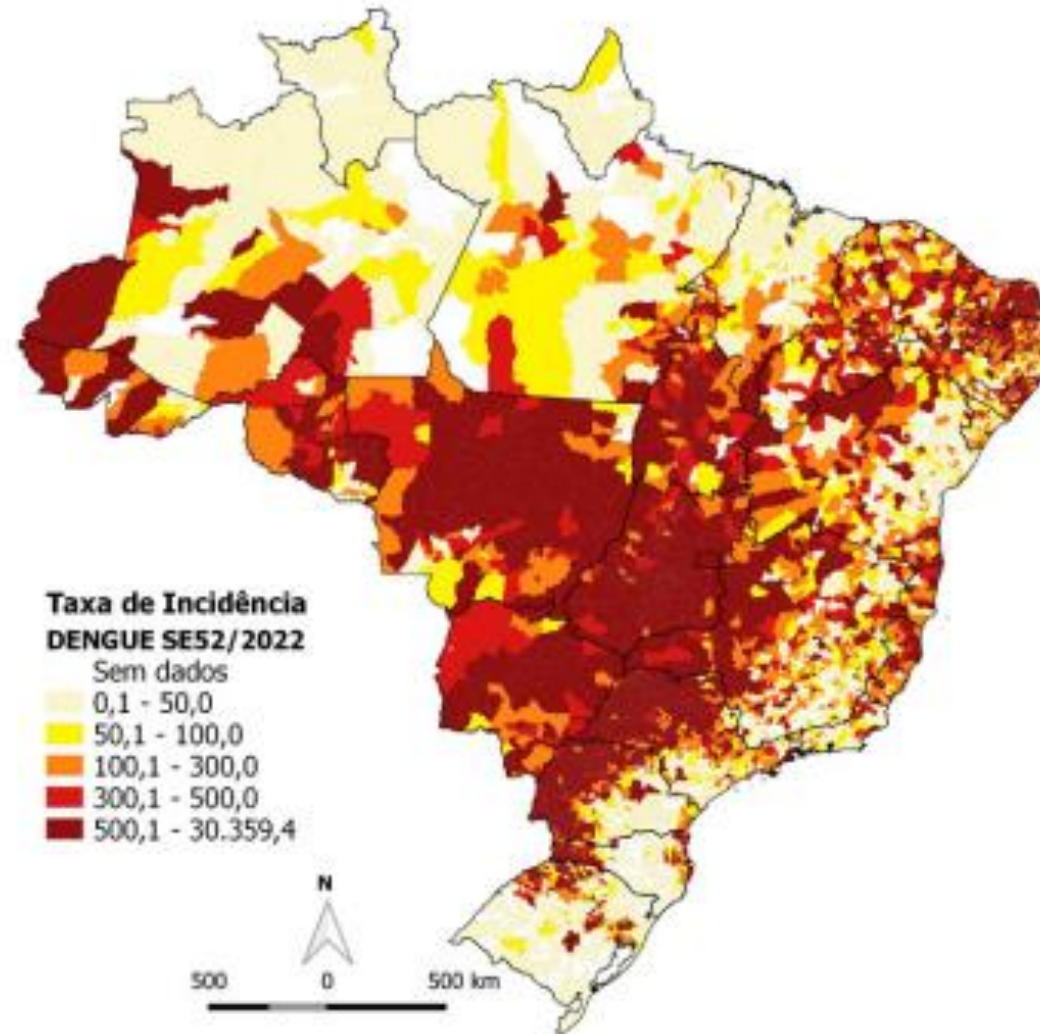 Taxa de Incidência
DENGUE SE52/2022
Sem dados
0,1 - 50,0
50,1 - 100,0
100,1 - 300,0
300,1 - 500,0
500,1 - 30.359,4
N
500 0 500 km